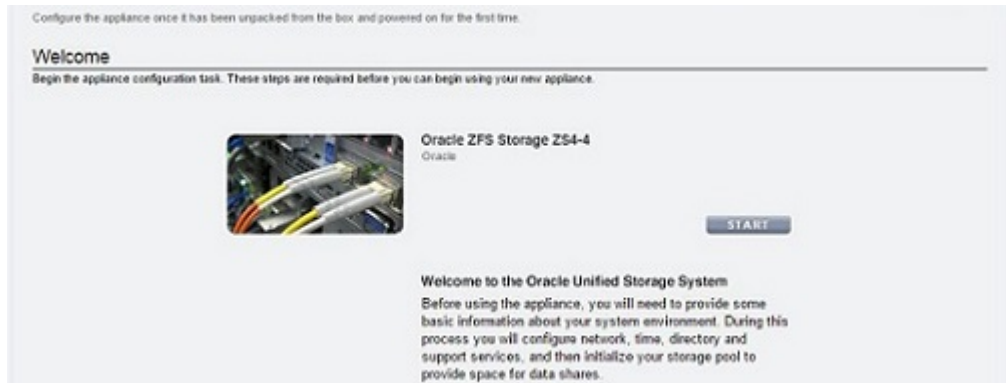 Configure the appliance once it has been unpacked from the box and powered on for the first time.
Welcome
Begin the appliance configuration task. These steps are required before you can begin using your new appliance.
Oracle ZFS Storage ZS4-4
Oracle
START
Welcome to the Oracle Unified Storage System
Before using the appliance, you will need to provide some
basic information about your system environment. During this
process you will configure network, time, directory and
support services, and then initialize your storage pool to
provide space for data shares.